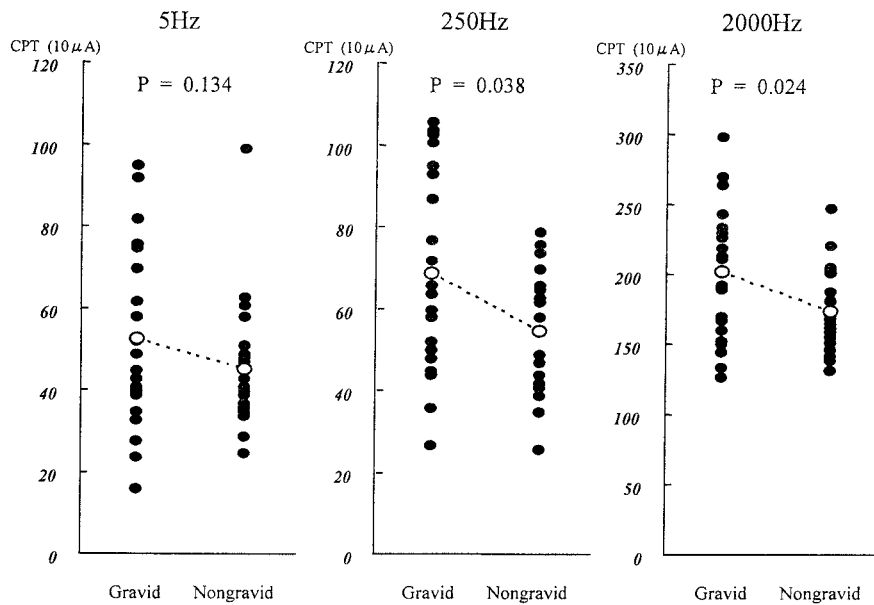 5Hz
CPT (10μA)
P = 0.134
120
100
80
60
40
20
0
Gravid Nongravid
250Hz
CPT (10μA)
P = 0.038
120
100
80
60
40
20
0
Gravid Nongravid
2000Hz
CPT (10μA)
P = 0.024
350
300
250
200
150
100
50
0
Gravid Nongravid